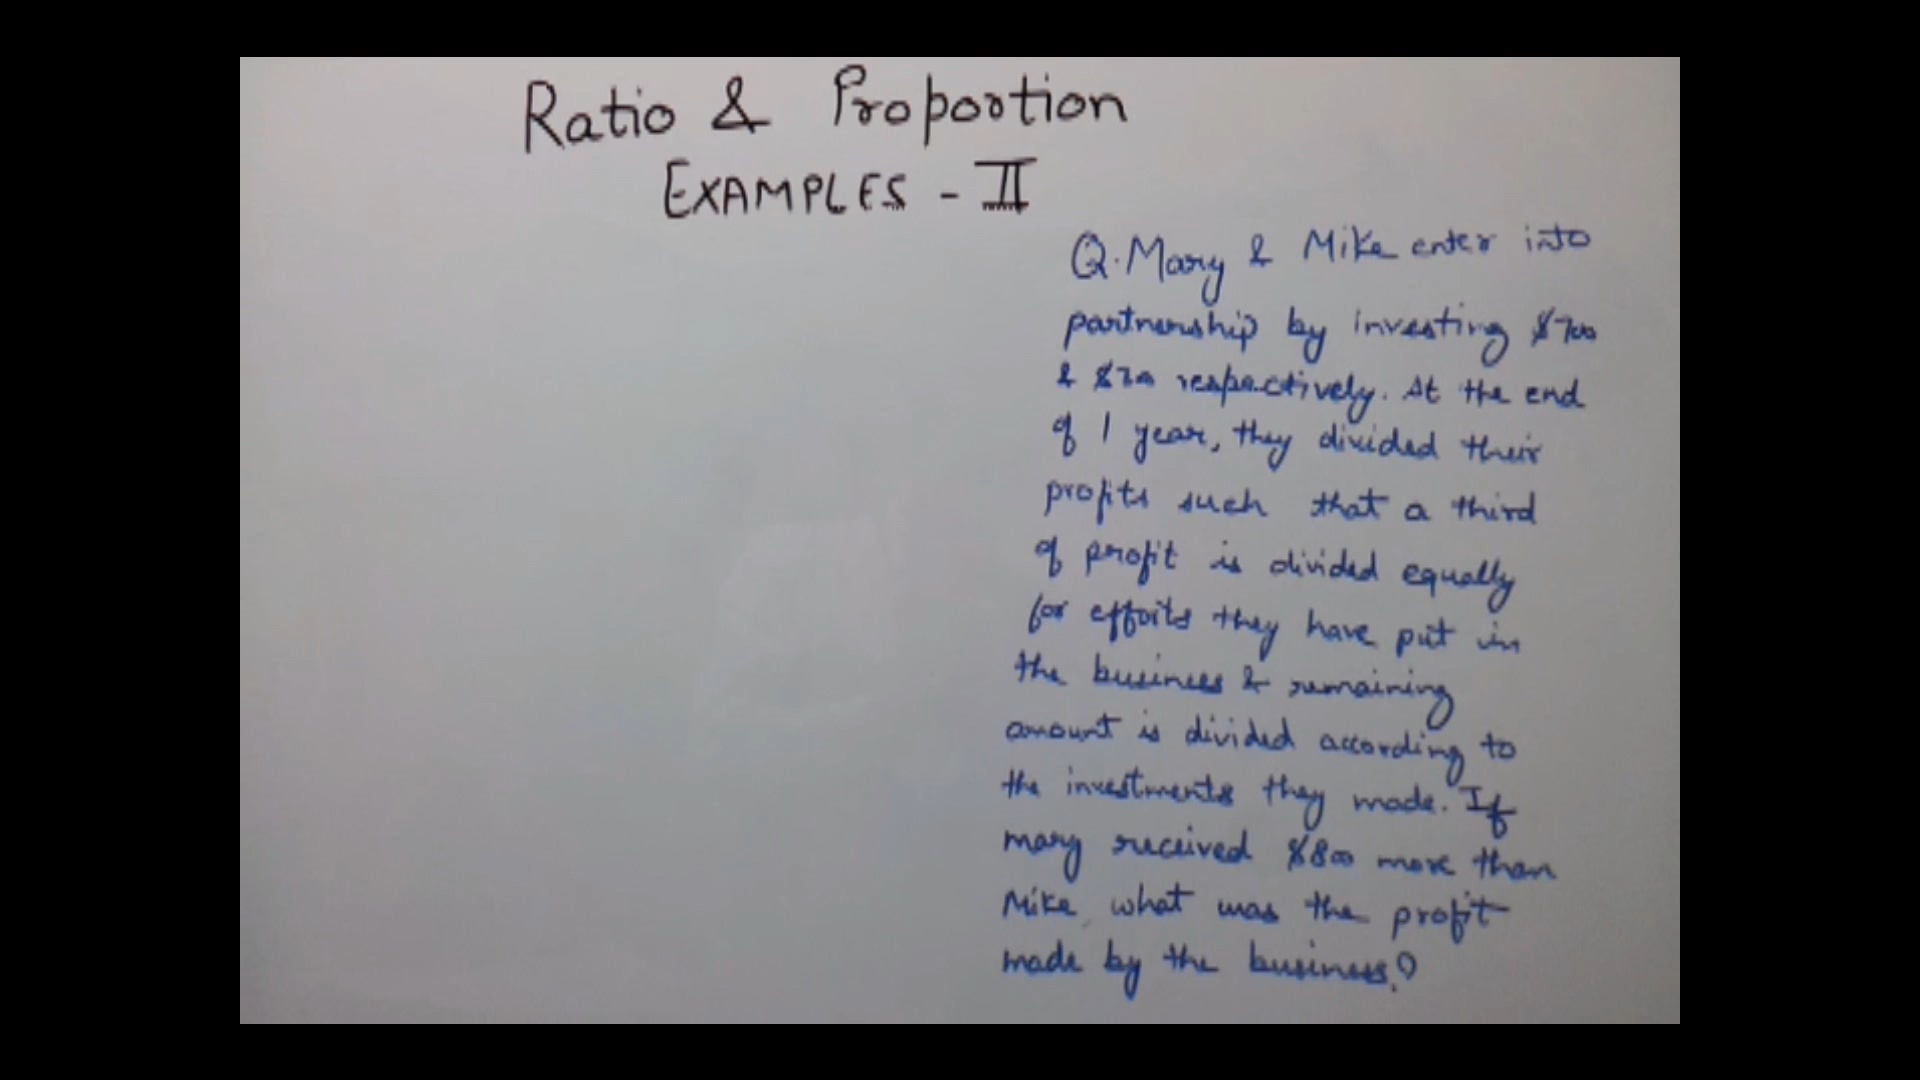 Ratio & Proportion
EXAMPLES - II
Q. Mary & Mike enter into
partnership by investing $700
& respectively. At the end
of 1 year, they divided their
profits such that a third
of profit is divided equally
for efforts they have put in
the business & remaining
amount is divided according to
the investments they made. If
mary received $800 more than
Mike, what was the profit
made by the business?